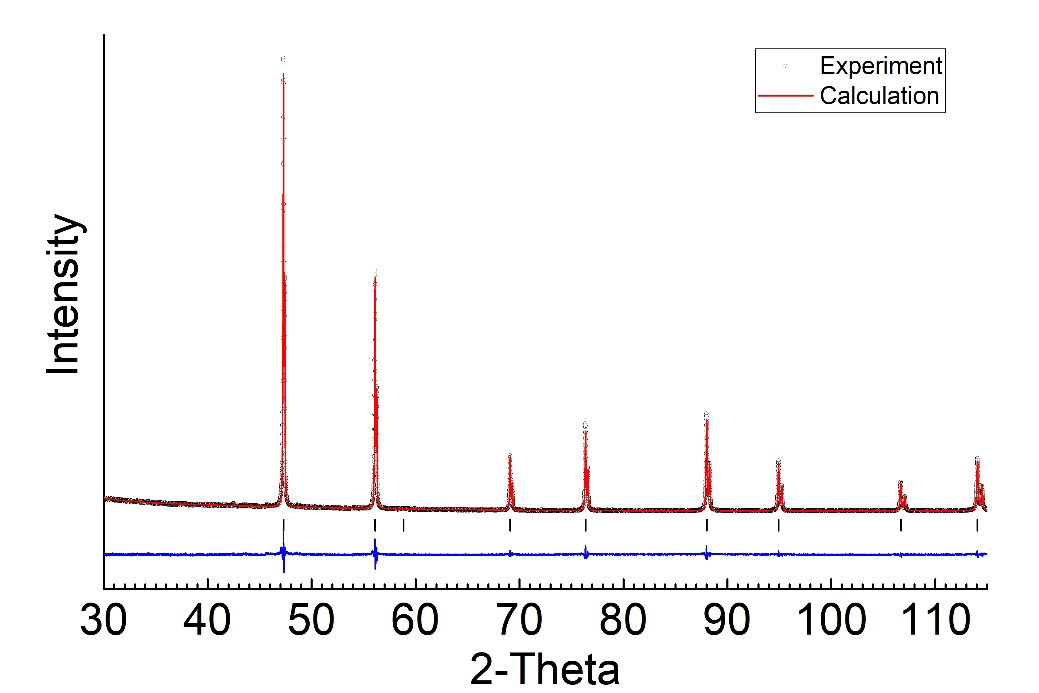 Experiment
Calculation
Intensity
30 40 50 60 70 80 90 100 110
2-Theta